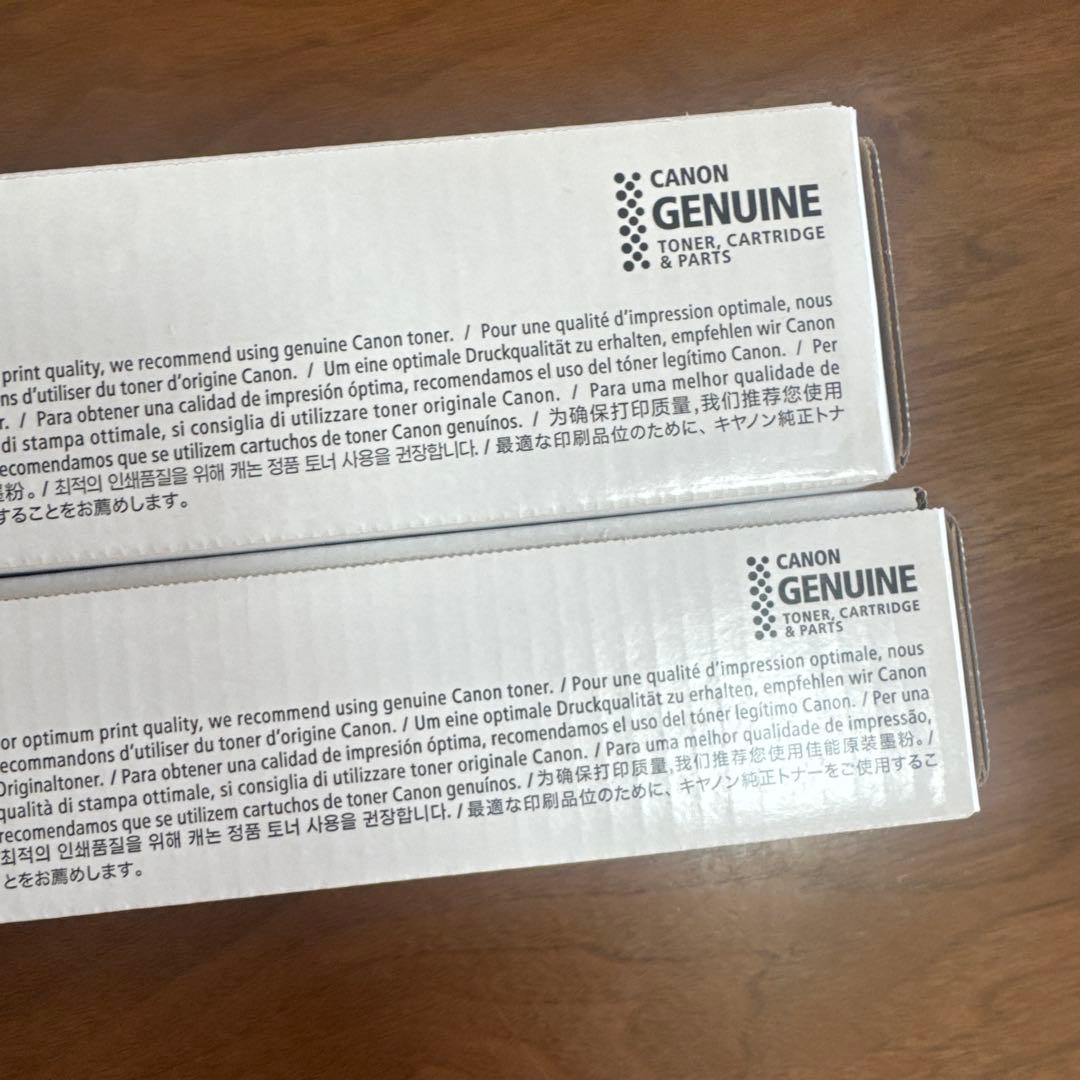 CANON
GENUINE
TONER, CARTRIDGE
& PARTS
print quality, we recommend using genuine Canon toner. / Pour une qualité d'impression optimale, nous
ns d'utiliser du toner d'origine Canon. / Um eine optimale Druckqualität zu erhalten, empfehlen wir Canon
r. / Para obtener una calidad de impresión óptima, recomendamos el uso del tóner legítimo Canon. / Per
di stampa ottimale, si consiglia di utilizzare toner originale Canon. / Para uma melhor qualidade de
ecomendamos que se utilizem cartuchos de toner Canon genuínos. / 为确保打印质量,我们推荐您使用
墨粉。/ 최적의 인쇄품질을 위해 캐논 정품 토너 사용을 권장합니다. / 最適な印刷品位のために、キヤノン純正トナ
することをお薦めします。
CANON
GENUINE
TONER, CARTRIDGE
& PARTS
or optimum print quality, we recommend using genuine Canon toner. / Pour une qualité d'impression optimale, nous
ecommandons d'utiliser du toner d'origine Canon. / Um eine optimale Druckqualität zu erhalten, empfehlen wir Canon
Originaltoner. / Para obtener una calidad de impresión óptima, recomendamos el uso del tóner legítimo Canon. / Per una
qualità di stampa ottimale, si consiglia di utilizzare toner originale Canon. / Para uma melhor qualidade de impressão,
recomendamos que se utilizem cartuchos de toner Canon genuínos. / 为确保打印质量,我们推荐您使用佳能原装墨粉。/
최적의 인쇄품질을 위해 캐논 정품 토너 사용을 권장합니다. / 最適な印刷品位のために、キヤノン純正トナーをご使用するこ
とをお薦めします。